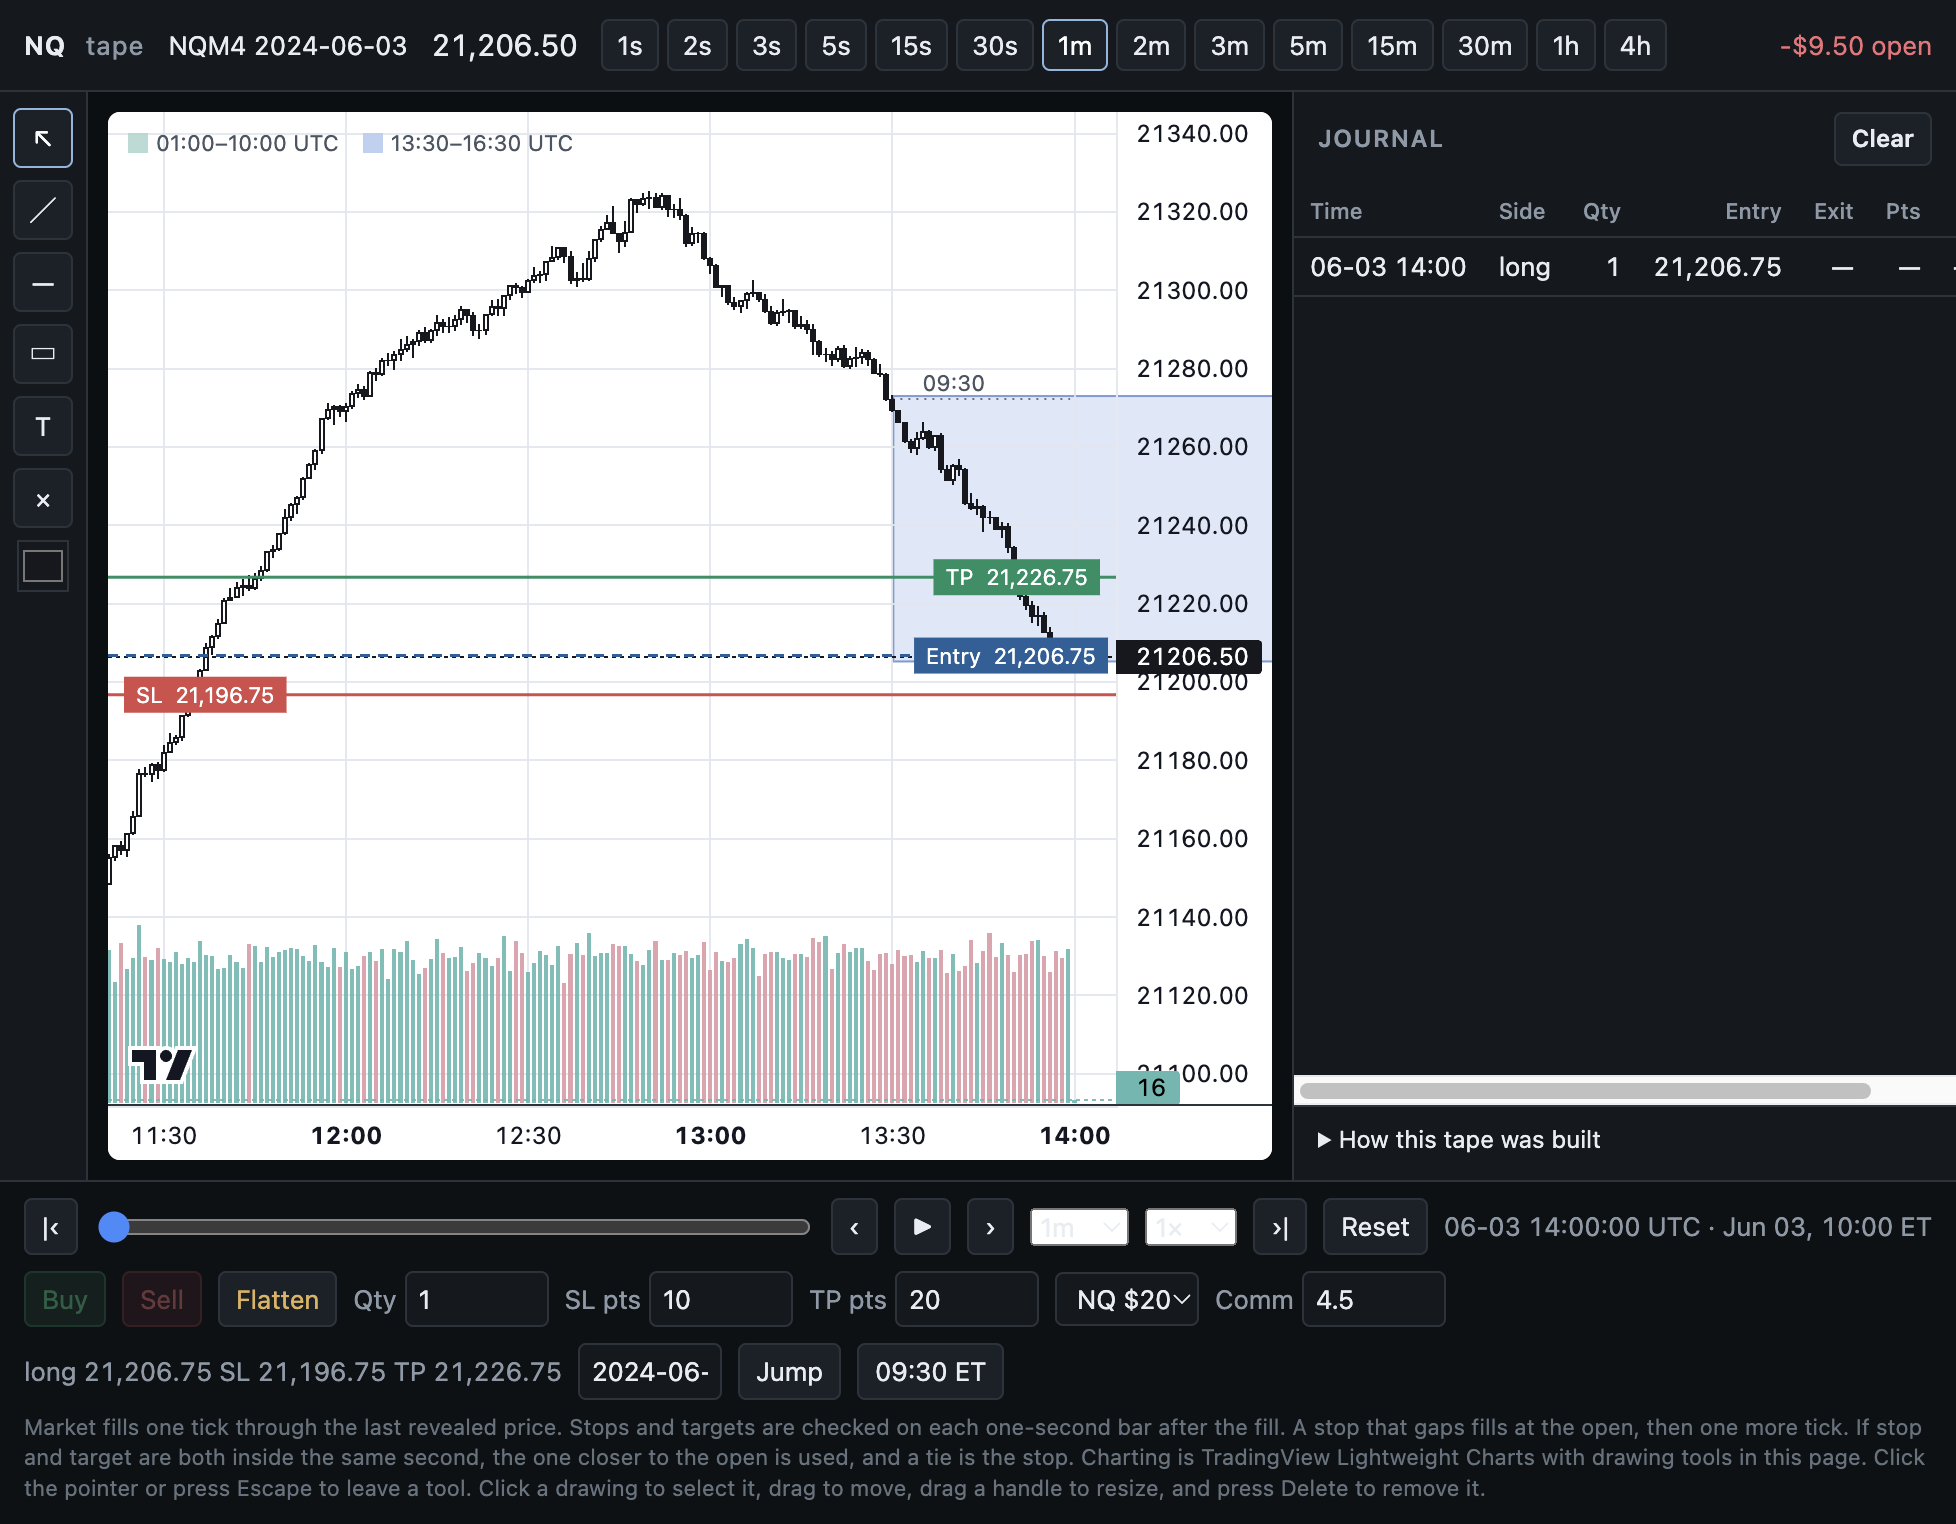 NQ tape NQM4 2024-06-03 21,206.50 1s 2s 3s 5s 15s 30s 1m 2m 3m 5m 15m 30m 1h 4h -$9.50 open
01:00–10:00 UTC 13:30–16:30 UTC
21340.00
21320.00
21300.00
21280.00
21260.00
21240.00
21220.00
21206.50
21200.00
21180.00
21160.00
21140.00
21120.00
21100.00
16
09:30
TP 21,226.75
Entry 21,206.75
SL 21,196.75
11:30 12:00 12:30 13:00 13:30 14:00
T
×
JOURNAL Clear
Time Side Qty Entry Exit Pts
06-03 14:00 long 1 21,206.75 — —
How this tape was built
1m 1× Reset 06-03 14:00:00 UTC · Jun 03, 10:00 ET
Buy Sell Flatten Qty 1 SL pts 10 TP pts 20 NQ $20 Comm 4.5
long 21,206.75 SL 21,196.75 TP 21,226.75 2024-06- Jump 09:30 ET
Market fills one tick through the last revealed price. Stops and targets are checked on each one-second bar after the fill. A stop that gaps fills at the open, then one more tick. If stop
and target are both inside the same second, the one closer to the open is used, and a tie is the stop. Charting is TradingView Lightweight Charts with drawing tools in this page. Click
the pointer or press Escape to leave a tool. Click a drawing to select it, drag to move, drag a handle to resize, and press Delete to remove it.